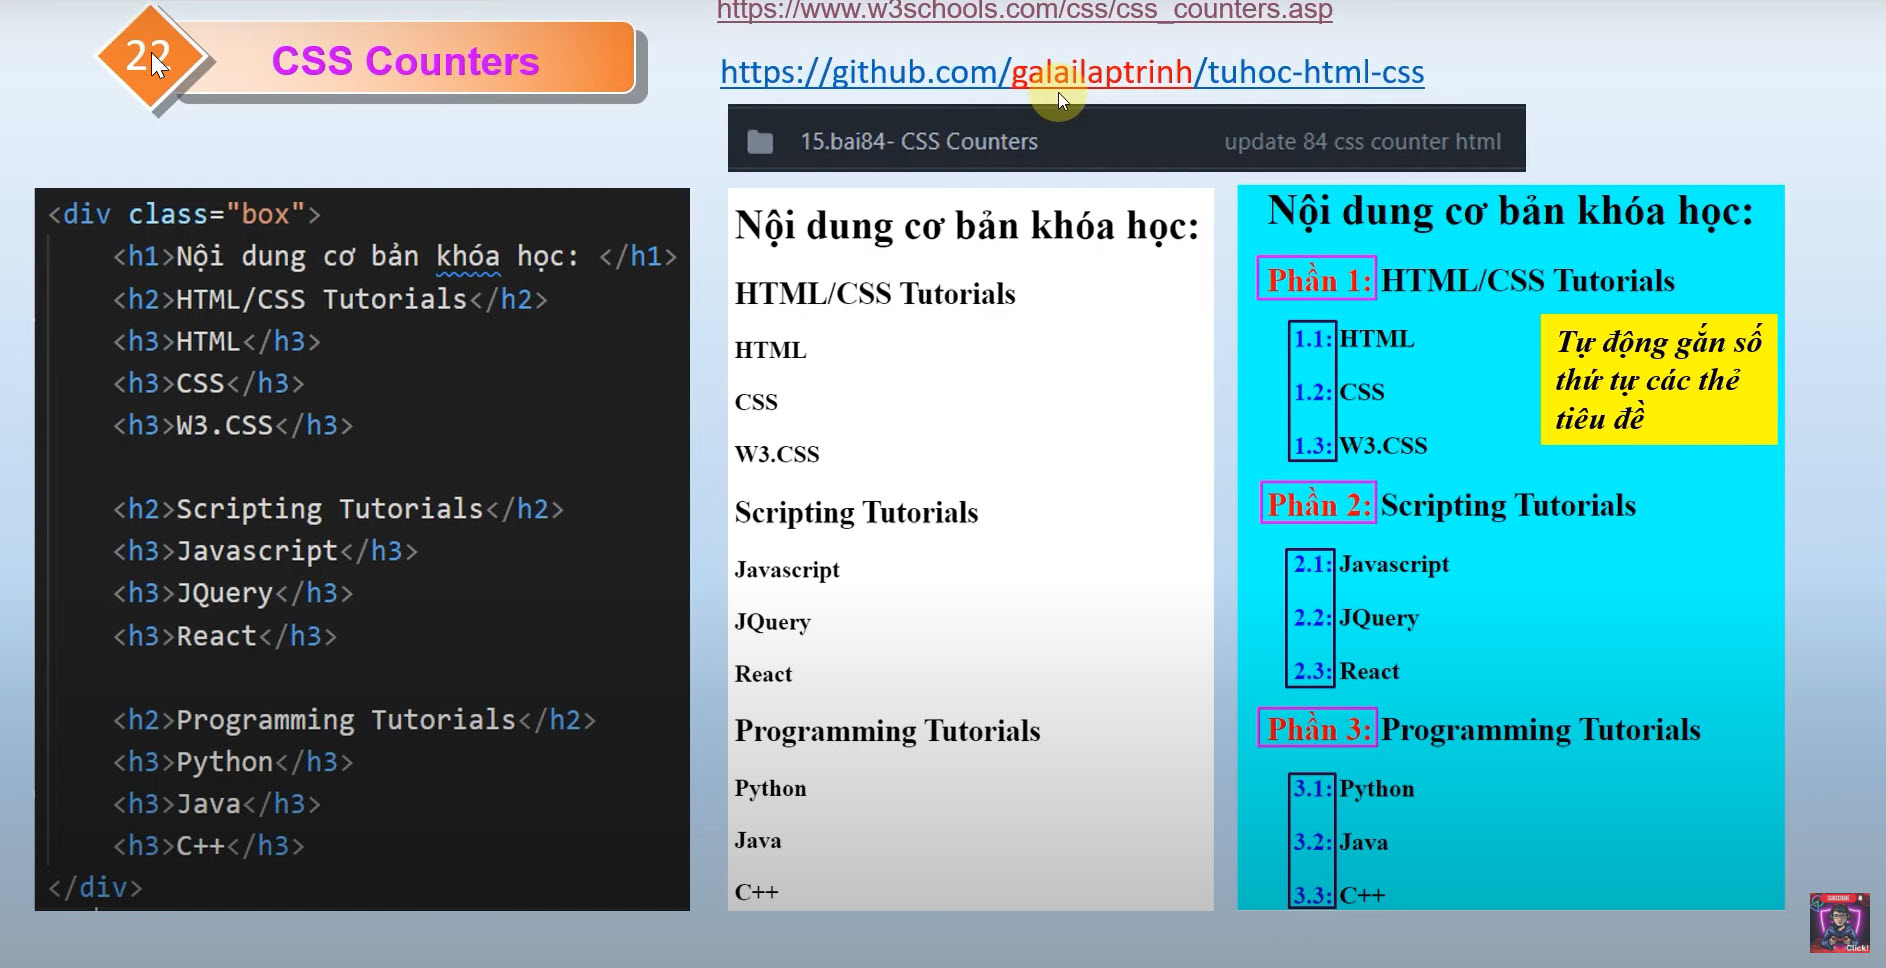 https://www.w3schools.com/css/css_counters.asp
22
CSS Counters
https://github.com/galailaptrinh/tuhoc-html-css
15.bai84- CSS Counters update 84 css counter html
<div class="box">
<h1>Nội dung cơ bản khóa học: </h1>
<h2>HTML/CSS Tutorials</h2>
<h3>HTML</h3>
<h3>CSS</h3>
<h3>W3.CSS</h3>
<h2>Scripting Tutorials</h2>
<h3>Javascript</h3>
<h3>JQuery</h3>
<h3>React</h3>
<h2>Programming Tutorials</h2>
<h3>Python</h3>
<h3>Java</h3>
<h3>C++</h3>
</div>
Nội dung cơ bản khóa học:
HTML/CSS Tutorials
HTML
CSS
W3.CSS
Scripting Tutorials
Javascript
JQuery
React
Programming Tutorials
Python
Java
C++
Nội dung cơ bản khóa học:
Phần 1: HTML/CSS Tutorials
1.1: HTML
1.2: CSS
1.3: W3.CSS
Phần 2: Scripting Tutorials
2.1: Javascript
2.2: JQuery
2.3: React
Phần 3: Programming Tutorials
3.1: Python
3.2: Java
3.3: C++
Tự động gắn số
thứ tự các thẻ
tiêu đề
SUBSCRIBE
Click!